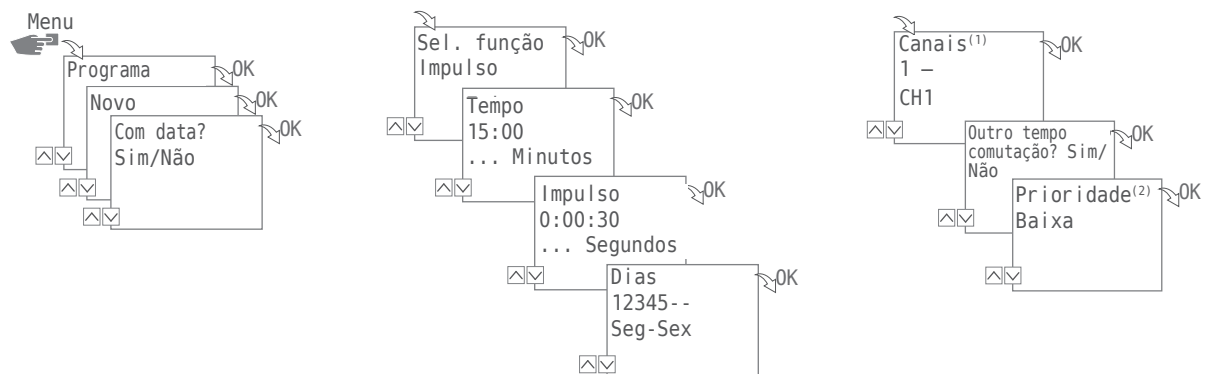 Menu
Programa
OK
Novo
OK
Com data?
OK
Sim/Não
Sel. função
OK
Impulso
Tempo
OK
15:00
... Minutos
Impulso
OK
0:00:30
... Segundos
Dias
OK
12345--
Seg-Sex
Canais(1)
OK
1 –
CH1
Outro tempo
OK
comutação? Sim/
Não
Prioridade(2)
OK
Baixa